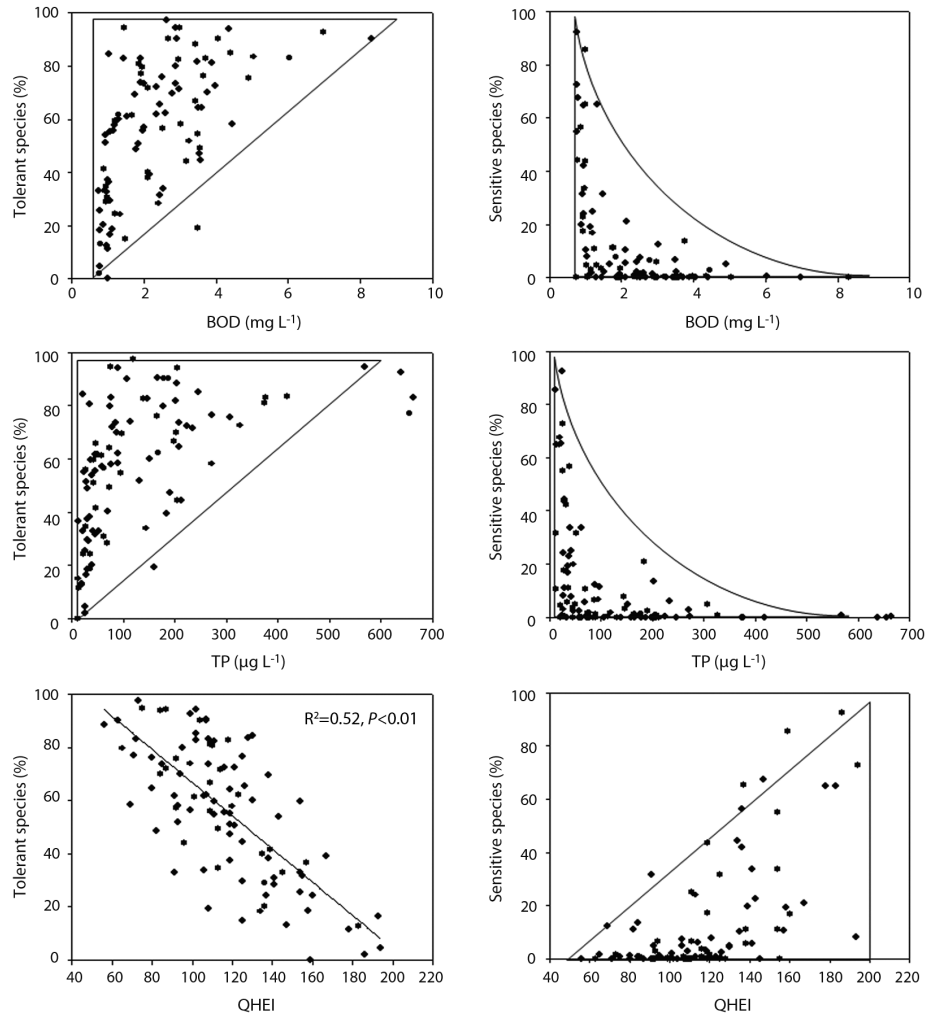 100
80
60
40
20
0
Tolerant species (%)
0 2 4 6 8 10
BOD (mg L-1)
100
80
60
40
20
0
Sensitive species (%)
0 2 4 6 8 10
BOD (mg L-1)
100
80
60
40
20
0
Tolerant species (%)
0 100 200 300 400 500 600 700
TP (µg L-1)
100
80
60
40
20
0
Sensitive species (%)
0 100 200 300 400 500 600 700
TP (µg L-1)
100
80
60
40
20
0
Tolerant species (%)
R2=0.52, P<0.01
40 60 80 100 120 140 160 180 200 220
QHEI
100
80
60
40
20
0
Sensitive species (%)
40 60 80 100 120 140 160 180 200 220
QHEI